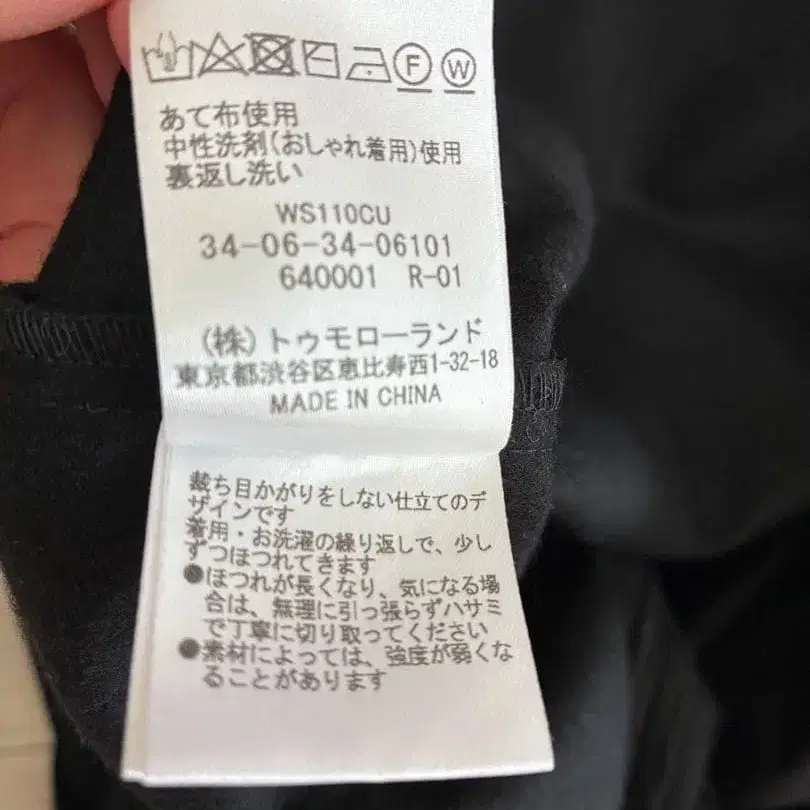 F W
あて布使用
中性洗剤(おしゃれ着用)使用
裏返し洗い
WS110CU
34-06-34-06101
640001 R-01
(株)トゥモローランド
東京都渋谷区恵比寿西1-32-18
MADE IN CHINA
裁ち目かがりをしない仕立てのデ
ザインです
着用・お洗濯の繰り返しで、少し
ずつほつれてきます
●ほつれが長くなり、気になる場
合は、無理に引っ張らずハサミ
で丁寧に切り取ってください
●素材によっては、強度が弱くな
ることがあります